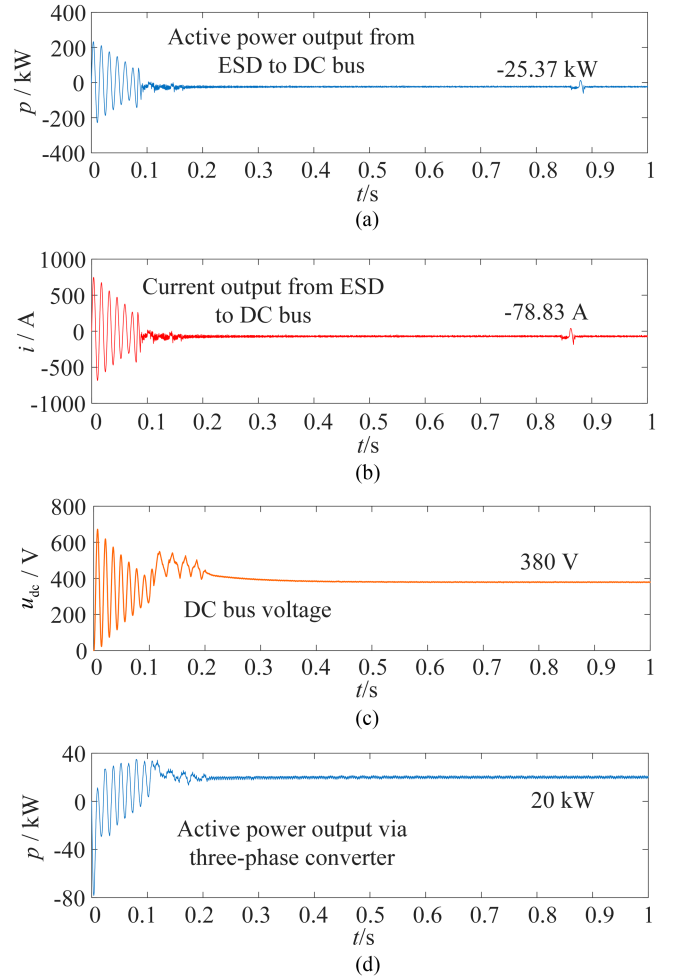 400
200
0
-200
-400
p / kW
Active power output from
ESD to DC bus
-25.37 kW
0 0.1 0.2 0.3 0.4 0.5 0.6 0.7 0.8 0.9 1
t/s
(a)
1000
500
0
-500
-1000
i / A
Current output from ESD
to DC bus
-78.83 A
0 0.1 0.2 0.3 0.4 0.5 0.6 0.7 0.8 0.9 1
t/s
(b)
800
600
400
200
0
u_dc / V
380 V
DC bus voltage
0 0.1 0.2 0.3 0.4 0.5 0.6 0.7 0.8 0.9 1
t/s
(c)
40
0
-40
-80
p / kW
20 kW
Active power output via
three-phase converter
0 0.1 0.2 0.3 0.4 0.5 0.6 0.7 0.8 0.9 1
t/s
(d)